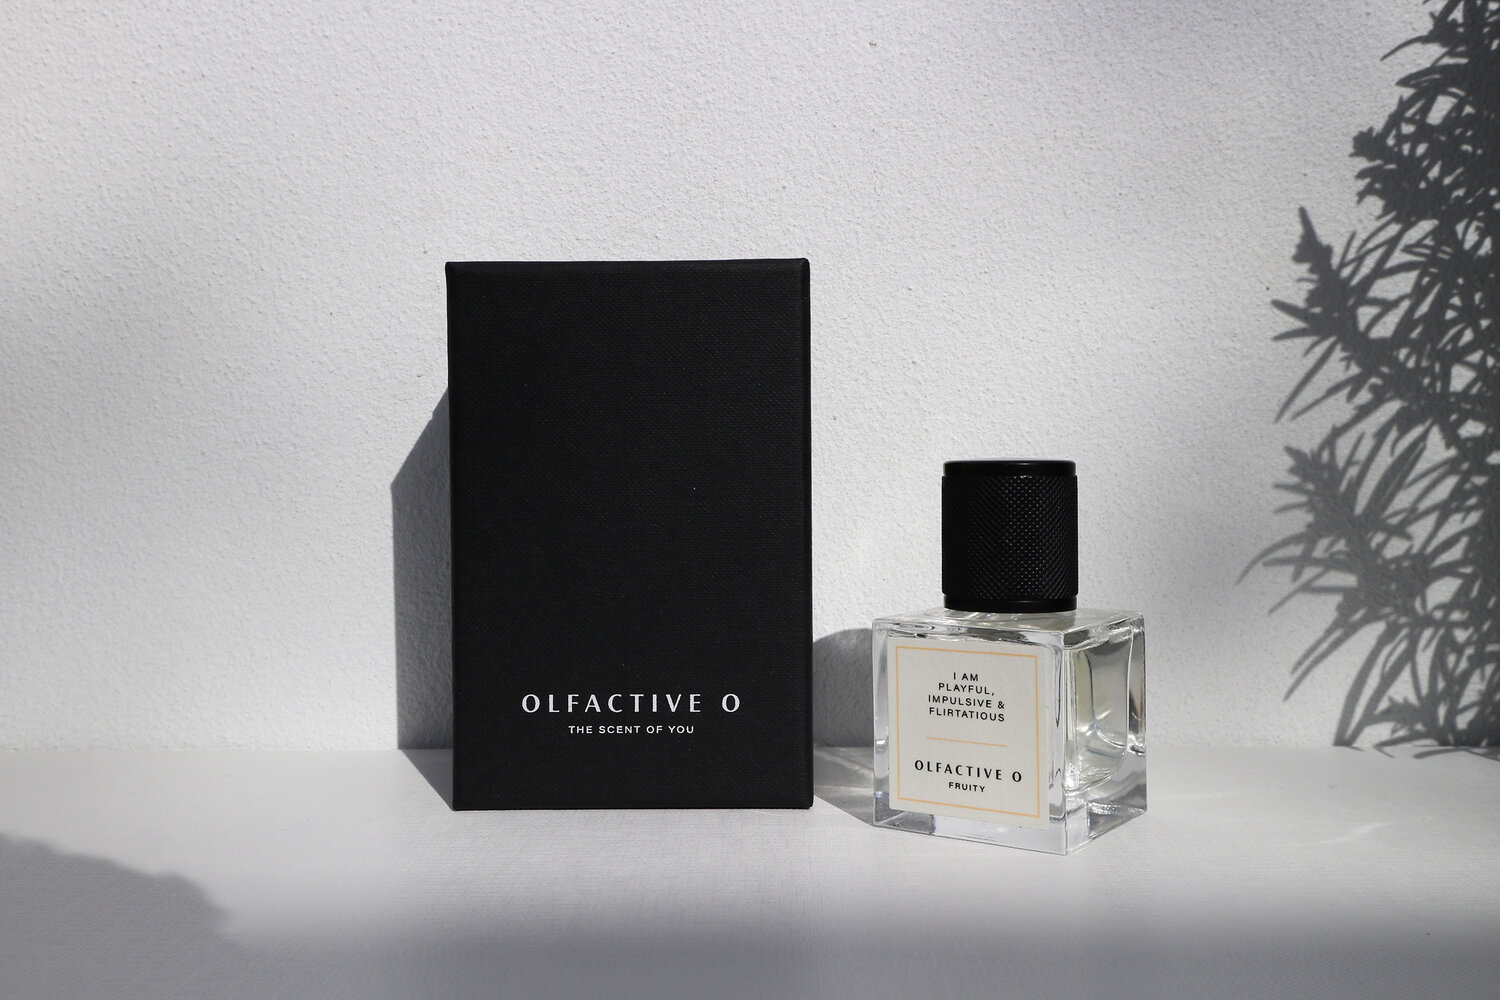 OLFACTIVE O
THE SCENT OF YOU
I AM
PLAYFUL,
IMPULSIVE &
FLIRTATIOUS
OLFACTIVE O
FRUITY